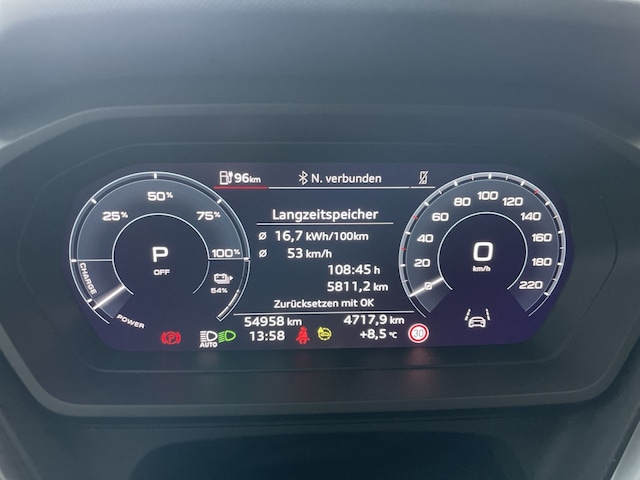 96km
N. verbunden
50%
25%
75%
100%
P
OFF
54%
CHARGE
POWER
Langzeitspeicher
ø 16,7 kWh/100km
ø 53 km/h
108:45 h
5811,2 km
Zurücksetzen mit OK
0
20
40
60
80
100
120
140
160
180
220
0
km/h
54958 km
4717,9 km
P
AUTO
13:58
+8,5 °C
30